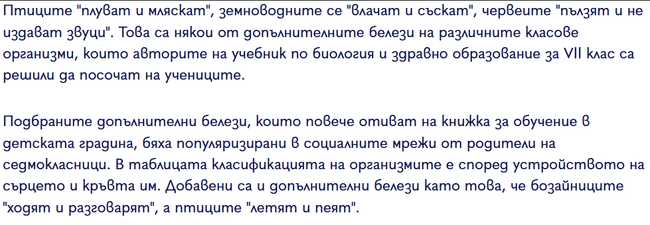 Птиците "плуват и мляскат", земноводните се "влачат и съскат", червеите "пълзят и не
издават звуци". Това са някои от допълнителните белези на различните класове
организми, които авторите на учебник по биология и здравно образование за VII клас са
решили да посочат на учениците.
Подбраните допълнителни белези, които повече отиват на книжка за обучение в
детската градина, бяха популяризирани в социалните мрежи от родители на
седмокласници. В таблицата класификацията на организмите е според устройството на
сърцето и кръвта им. Добавени са и допълнителни белези като това, че бозайниците
"ходят и разговарят", а птиците "летят и пеят".